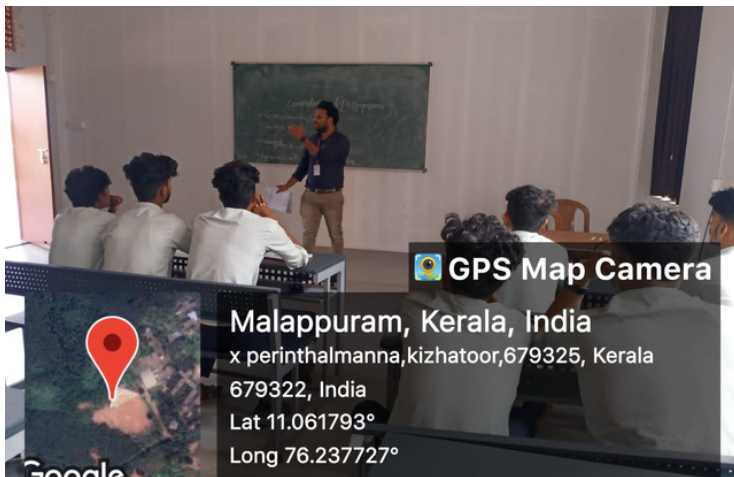 GPS Map Camera
Malappuram, Kerala, India
x perinthalmanna,kizhatoor,679325, Kerala
679322, India
Lat 11.061793°
Long 76.237727°
Google